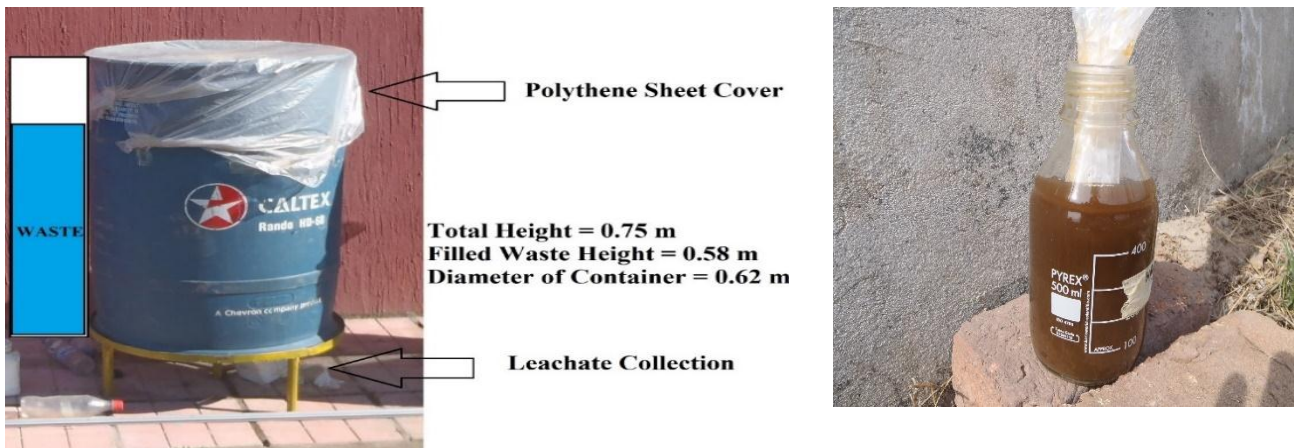 Polythene Sheet Cover
WASTE
CALTEX
Rando HD-68
Total Height = 0.75 m
Filled Waste Height = 0.58 m
Diameter of Container = 0.62 m
A Chevron company product
Leachate Collection
400
PYREX®
500 ml
APPROX.
100